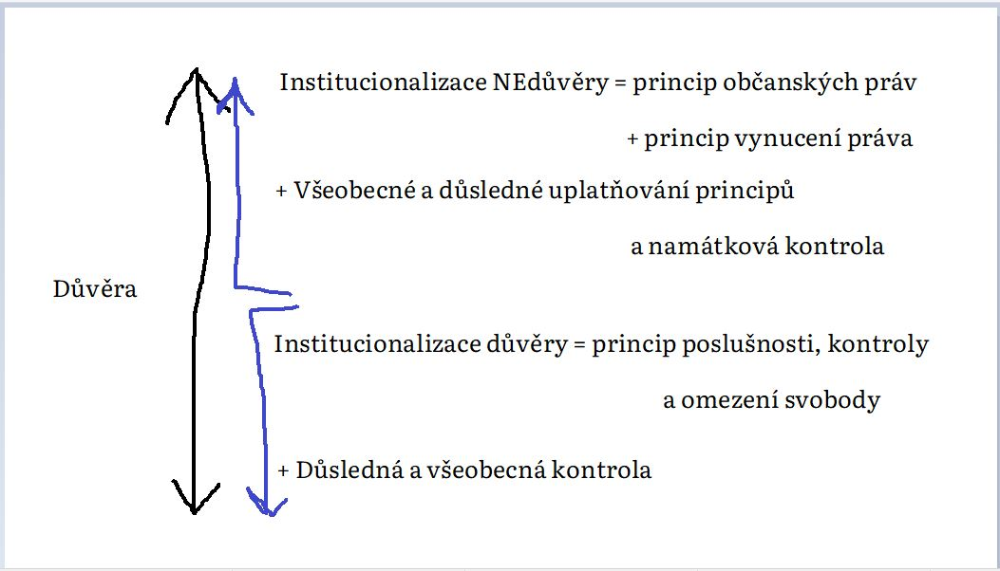 Institucionalizace NEdůvěry = princip občanských práv
+ princip vynucení práva
+ Všeobecné a důsledné uplatňování principů
a namátková kontrola
Důvěra
Institucionalizace důvěry = princip poslušnosti, kontroly
a omezení svobody
+ Důsledná a všeobecná kontrola